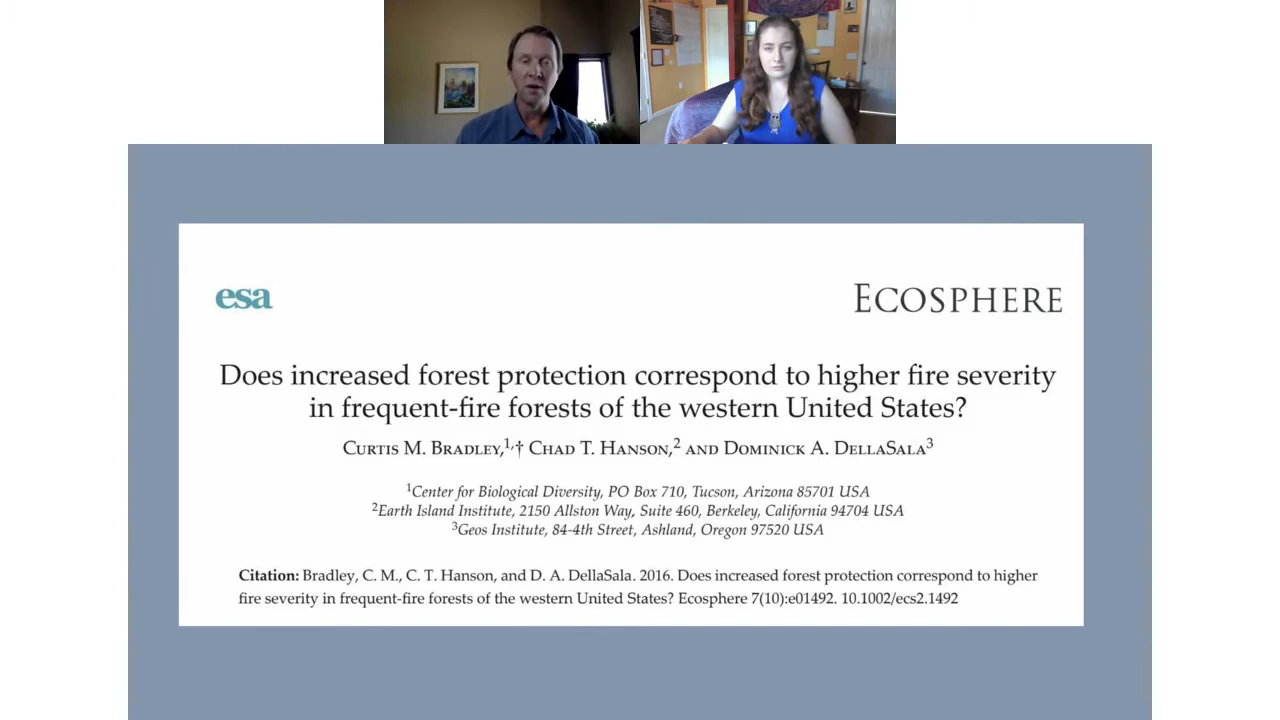 esa
ECOSPHERE
Does increased forest protection correspond to higher fire severity
in frequent-fire forests of the western United States?
CURTIS M. BRADLEY,1,† CHAD T. HANSON,2 AND DOMINICK A. DELLASALA3
1Center for Biological Diversity, PO Box 710, Tucson, Arizona 85701 USA
2Earth Island Institute, 2150 Allston Way, Suite 460, Berkeley, California 94704 USA
3Geos Institute, 84-4th Street, Ashland, Oregon 97520 USA
Citation: Bradley, C. M., C. T. Hanson, and D. A. DellaSala. 2016. Does increased forest protection correspond to higher
fire severity in frequent-fire forests of the western United States? Ecosphere 7(10):e01492. 10.1002/ecs2.1492